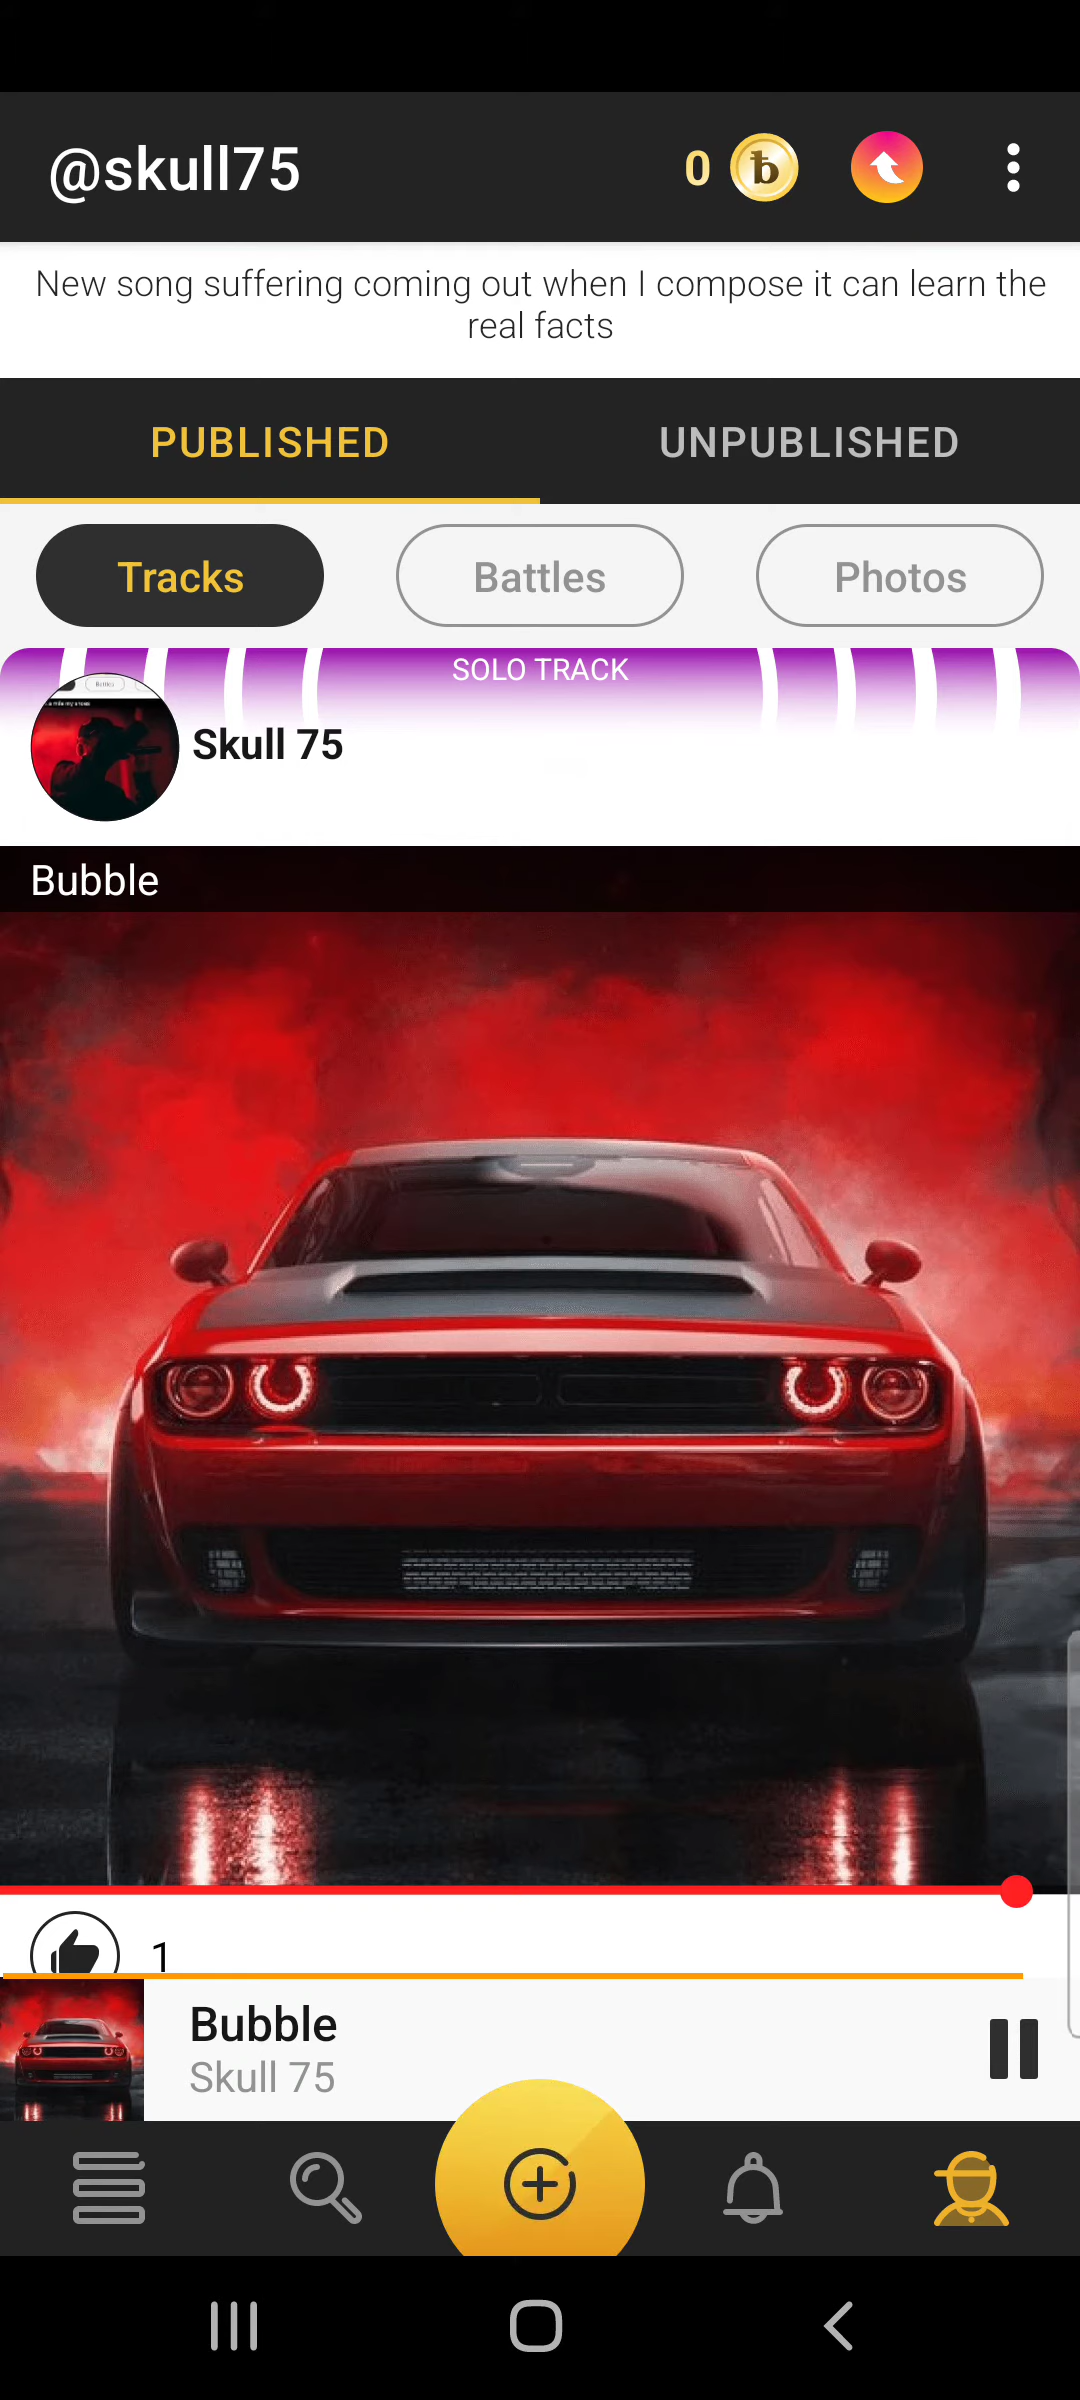 @skull75
0
New song suffering coming out when I compose it can learn the
real facts
PUBLISHED
UNPUBLISHED
Tracks
Battles
Photos
SOLO TRACK
Skull 75
Bubble
1
Bubble
Skull 75